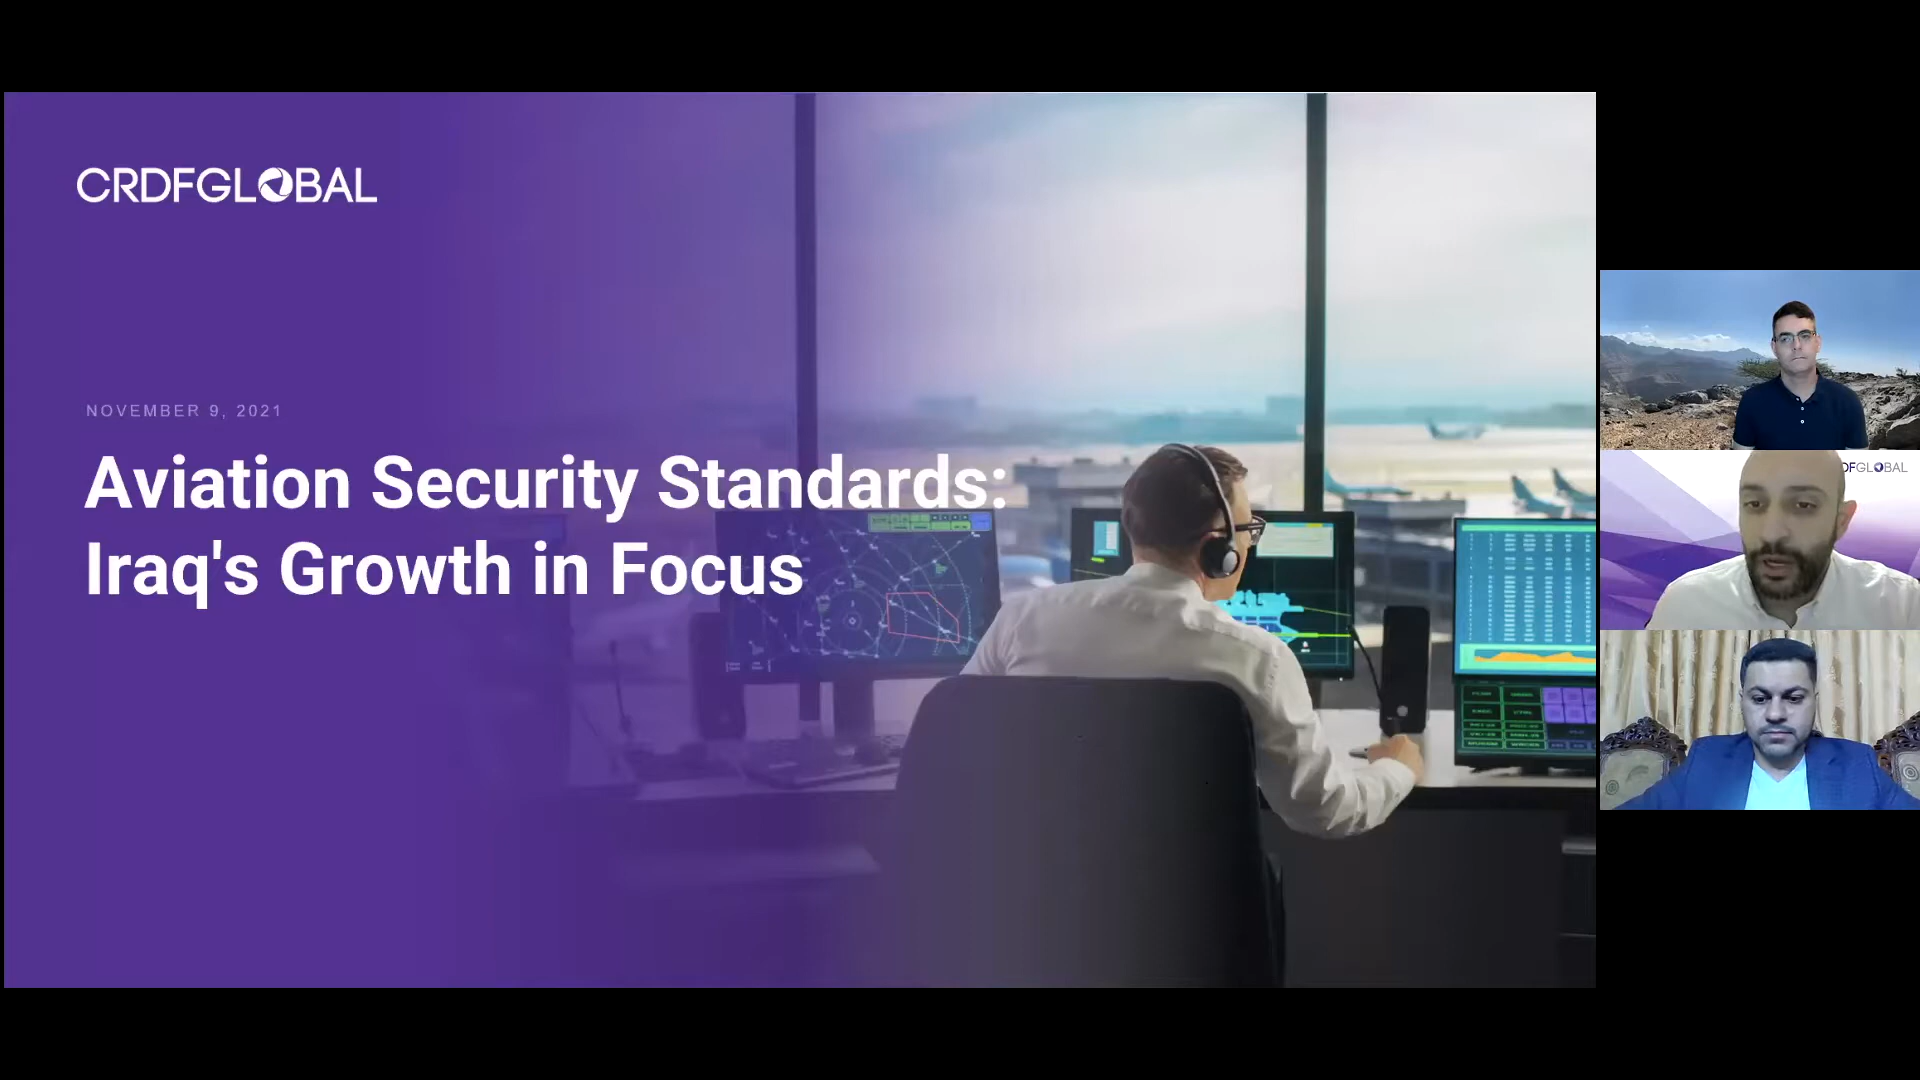 CRDFGLOBAL
NOVEMBER 9, 2021
Aviation Security Standards:
Iraq's Growth in Focus
DFGLOBAL